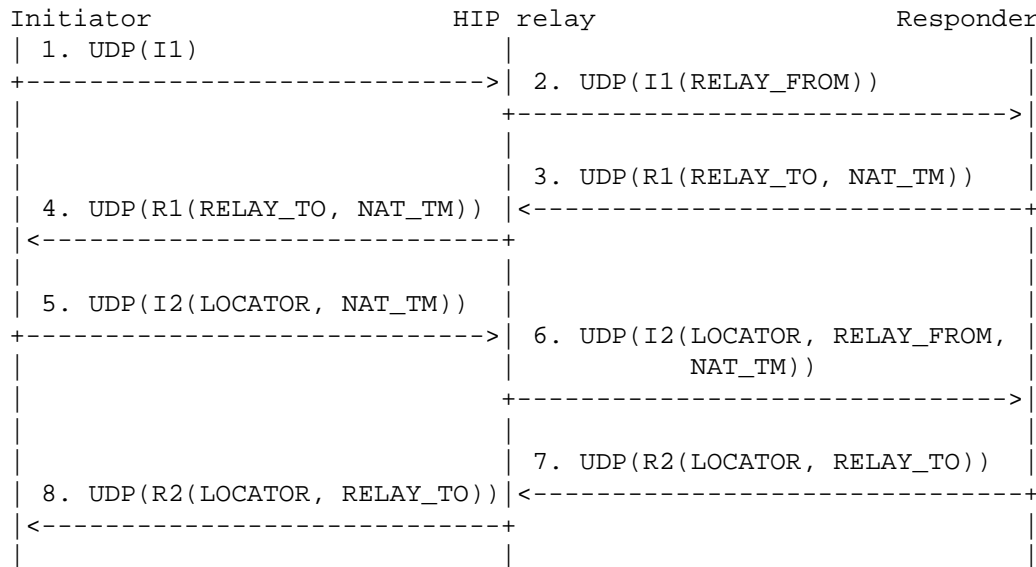 Initiator HIP relay Responder
1. UDP(I1)
2. UDP(I1(RELAY_FROM))
3. UDP(R1(RELAY_TO, NAT_TM))
4. UDP(R1(RELAY_TO, NAT_TM))
5. UDP(I2(LOCATOR, NAT_TM))
6. UDP(I2(LOCATOR, RELAY_FROM,
NAT_TM))
7. UDP(R2(LOCATOR, RELAY_TO))
8. UDP(R2(LOCATOR, RELAY_TO))